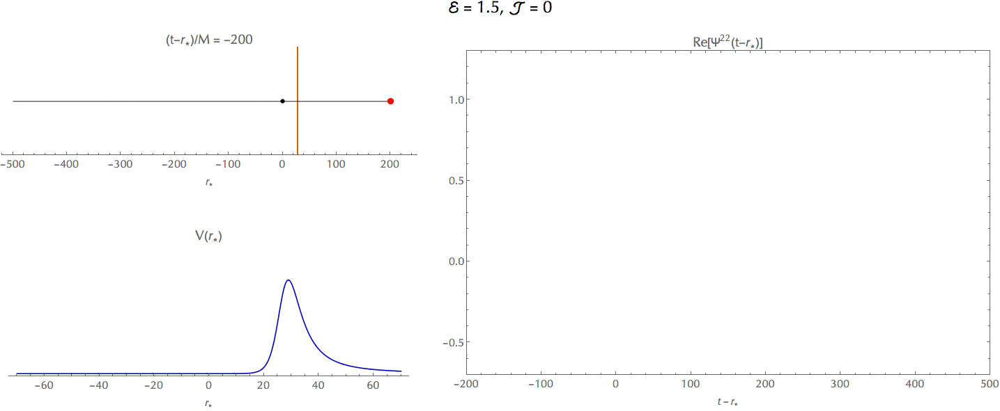 ℰ = 1.5, 𝒥 = 0
(t–r⋆)/M = –200
–500 –400 –300 –200 –100 0 100 200
r⋆
V(r⋆)
–60 –40 –20 0 20 40 60
r⋆
Re[Ψ²²(t–r⋆)]
1.0
0.5
0.0
–0.5
–200 –100 0 100 200 300 400 500
t – r⋆